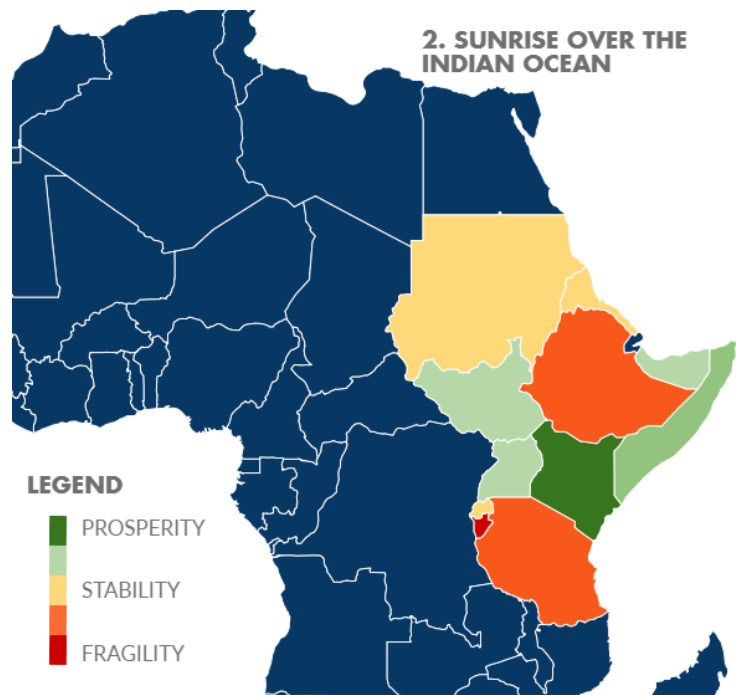 2. SUNRISE OVER THE
INDIAN OCEAN
LEGEND
PROSPERITY
STABILITY
FRAGILITY